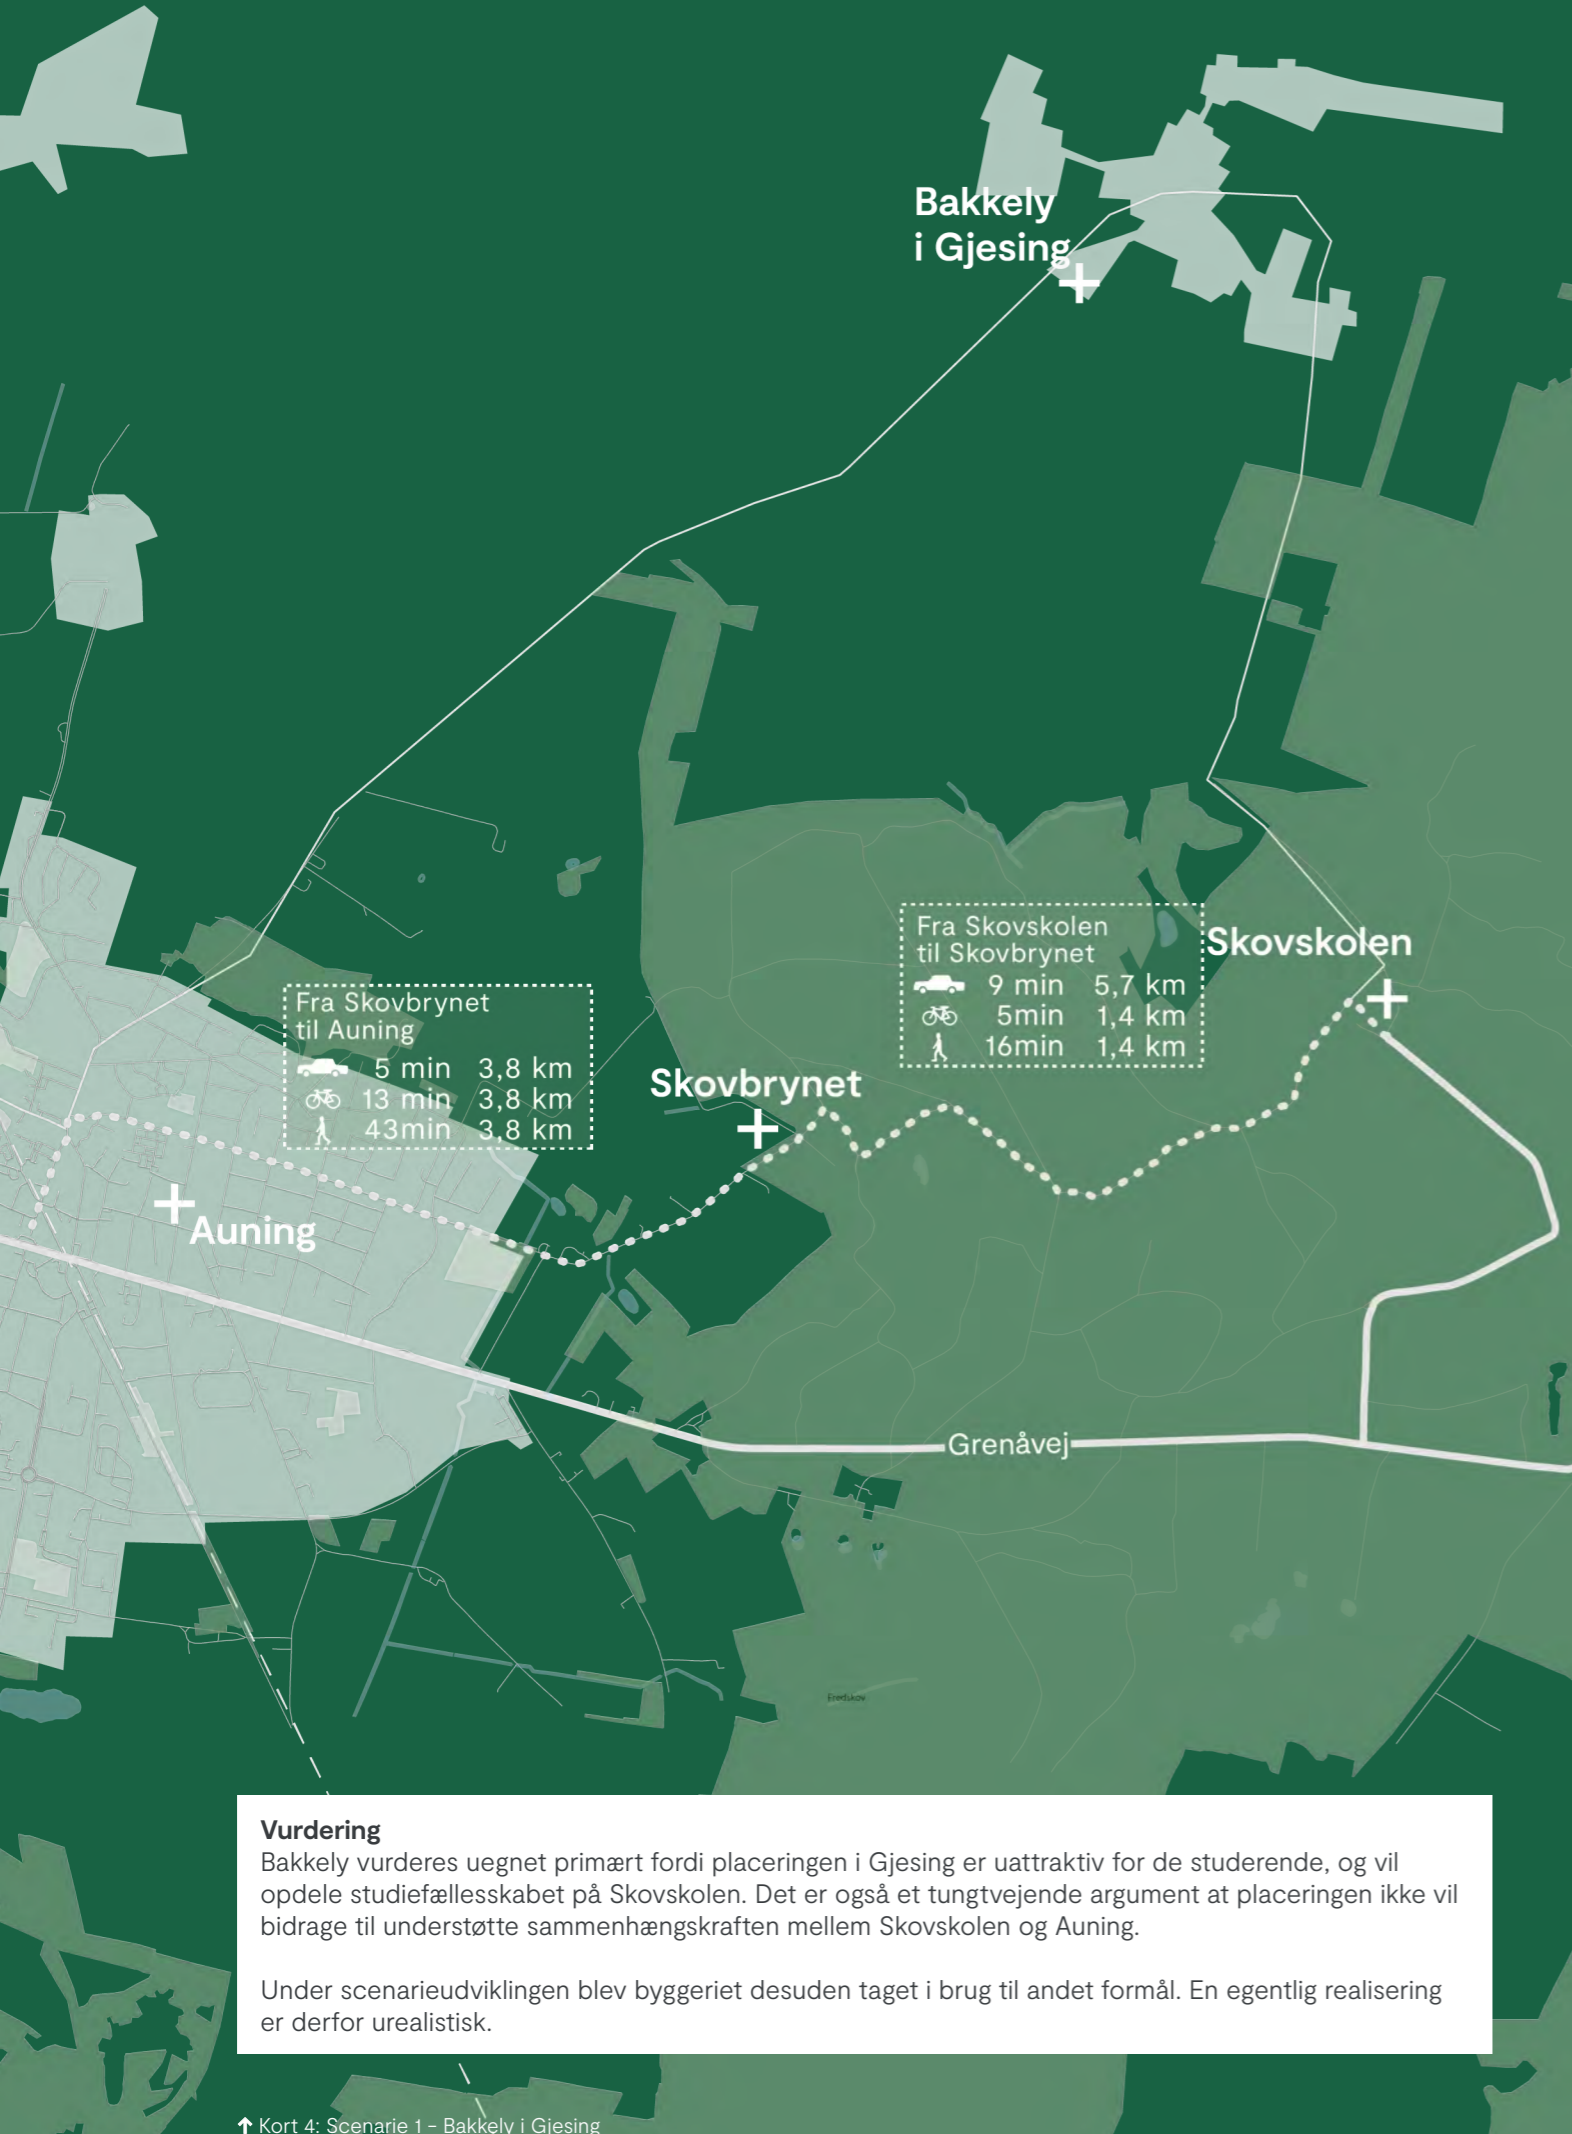 Bakkely
i Gjesing
Fra Skovskolen
til Skovbrynet
9 min 5,7 km
5min 1,4 km
16min 1,4 km
Skovskolen
Fra Skovbrynet
til Auning
5 min 3,8 km
13 min 3,8 km
43min 3,8 km
Skovbrynet
Auning
Grenåvej
Fredskov
Vurdering
Bakkely vurderes uegnet primært fordi placeringen i Gjesing er uattraktiv for de studerende, og vil
opdele studiefællesskabet på Skovskolen. Det er også et tungtvejende argument at placeringen ikke vil
bidrage til understøtte sammenhængskraften mellem Skovskolen og Auning.
Under scenarieudviklingen blev byggeriet desuden taget i brug til andet formål. En egentlig realisering
er derfor urealistisk.
↑ Kort 4: Scenarie 1 – Bakkely i Gjesing